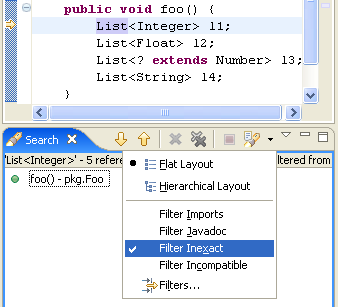 public void foo() {
List<Integer> l1;
List<Float> l2;
List<? extends Number> l3;
List<String> l4;
}
Search
'List<Integer>' - 5 refere
ltered from
foo() - pkg.Foo
Flat Layout
Hierarchical Layout
Filter Imports
Filter Javadoc
Filter Inexact
Filter Incompatible
Filters...